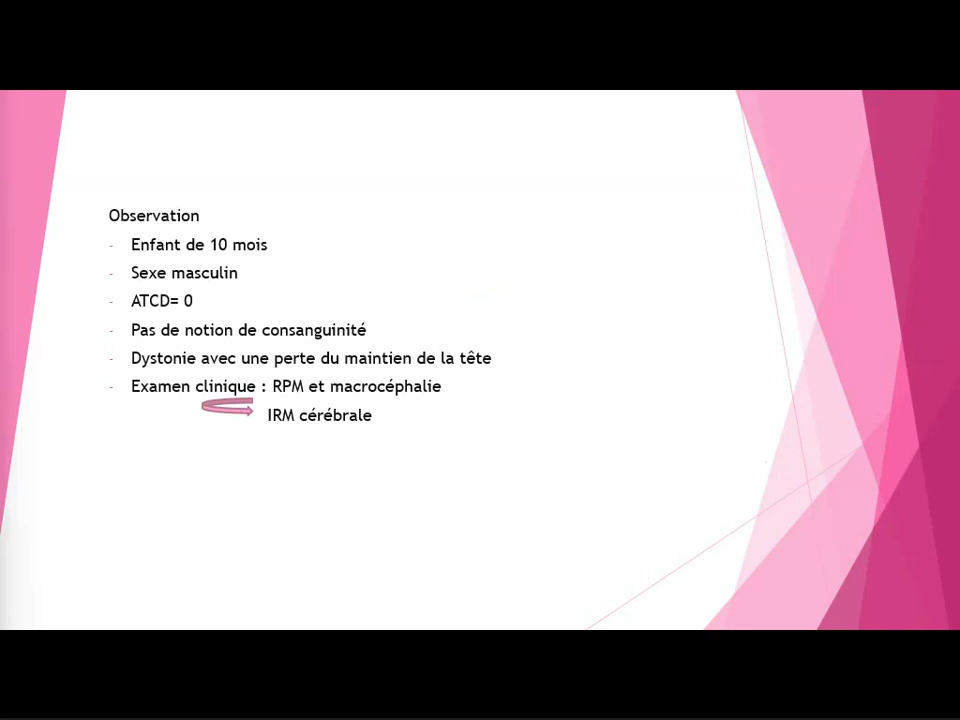 Observation
- Enfant de 10 mois
- Sexe masculin
- ATCD= 0
- Pas de notion de consanguinité
- Dystonie avec une perte du maintien de la tête
- Examen clinique : RPM et macrocéphalie
IRM cérébrale